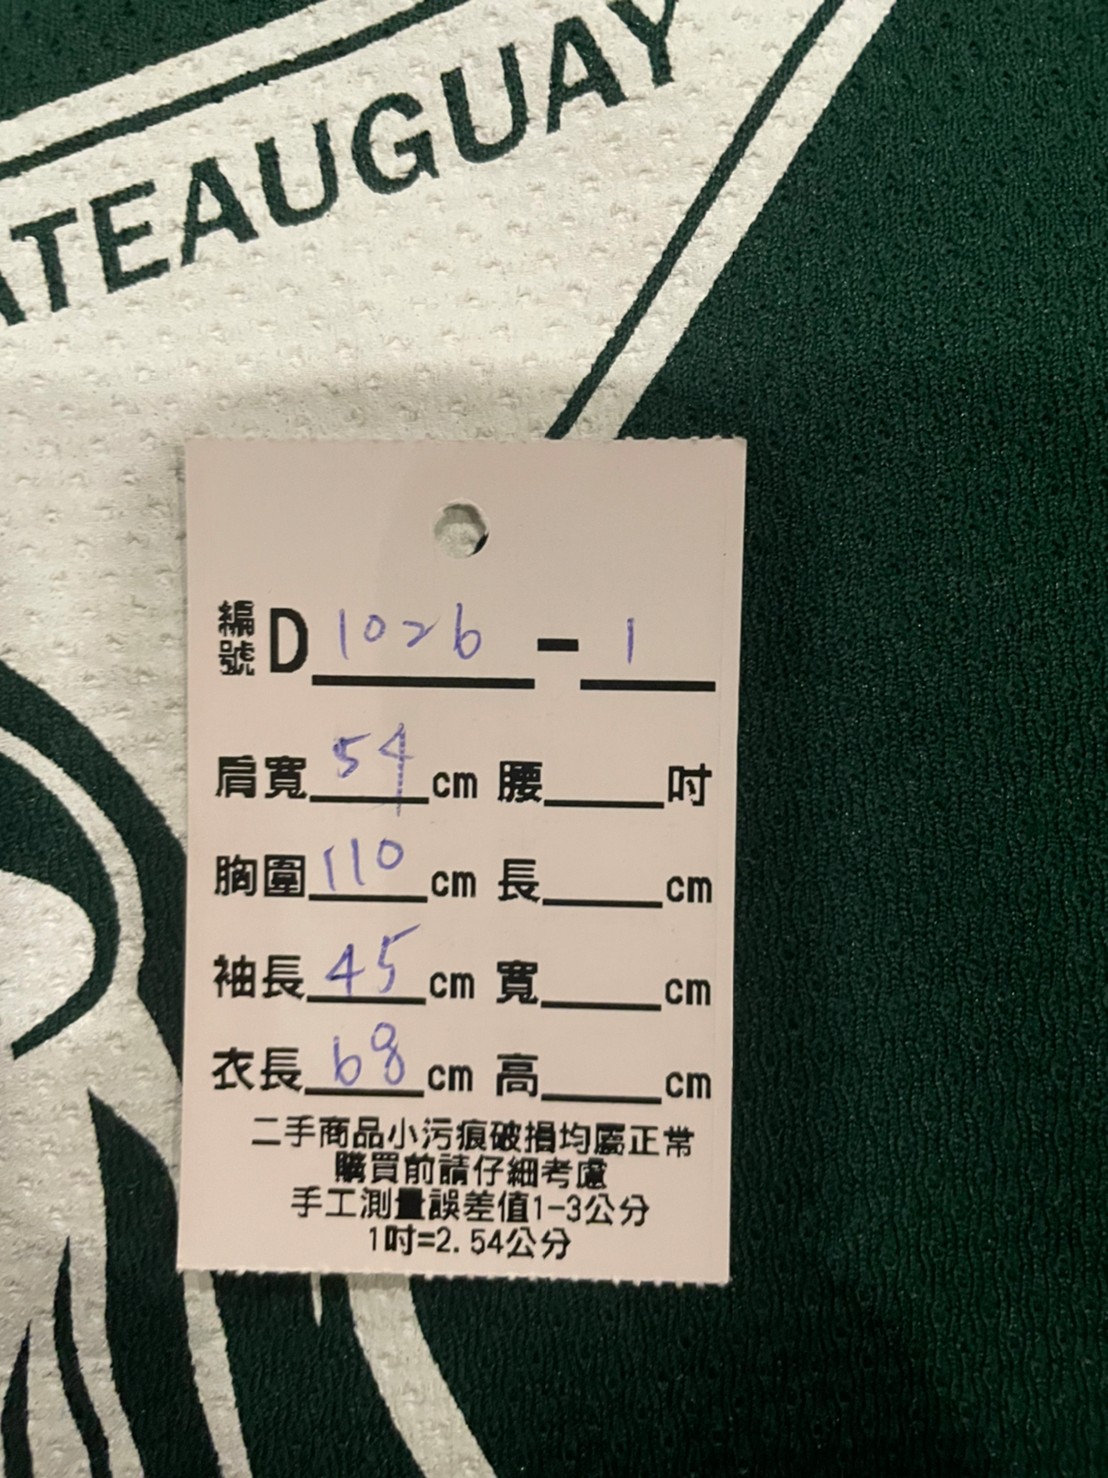 ATEAUGUAY
編號 D 1026 - 1
肩寬 54 cm 腰 吋
胸圍 110 cm 長 cm
袖長 45 cm 寬 cm
衣長 68 cm 高 cm
二手商品小污痕破損均屬正常
購買前請仔細考慮
手工測量誤差值1-3公分
1吋=2.54公分